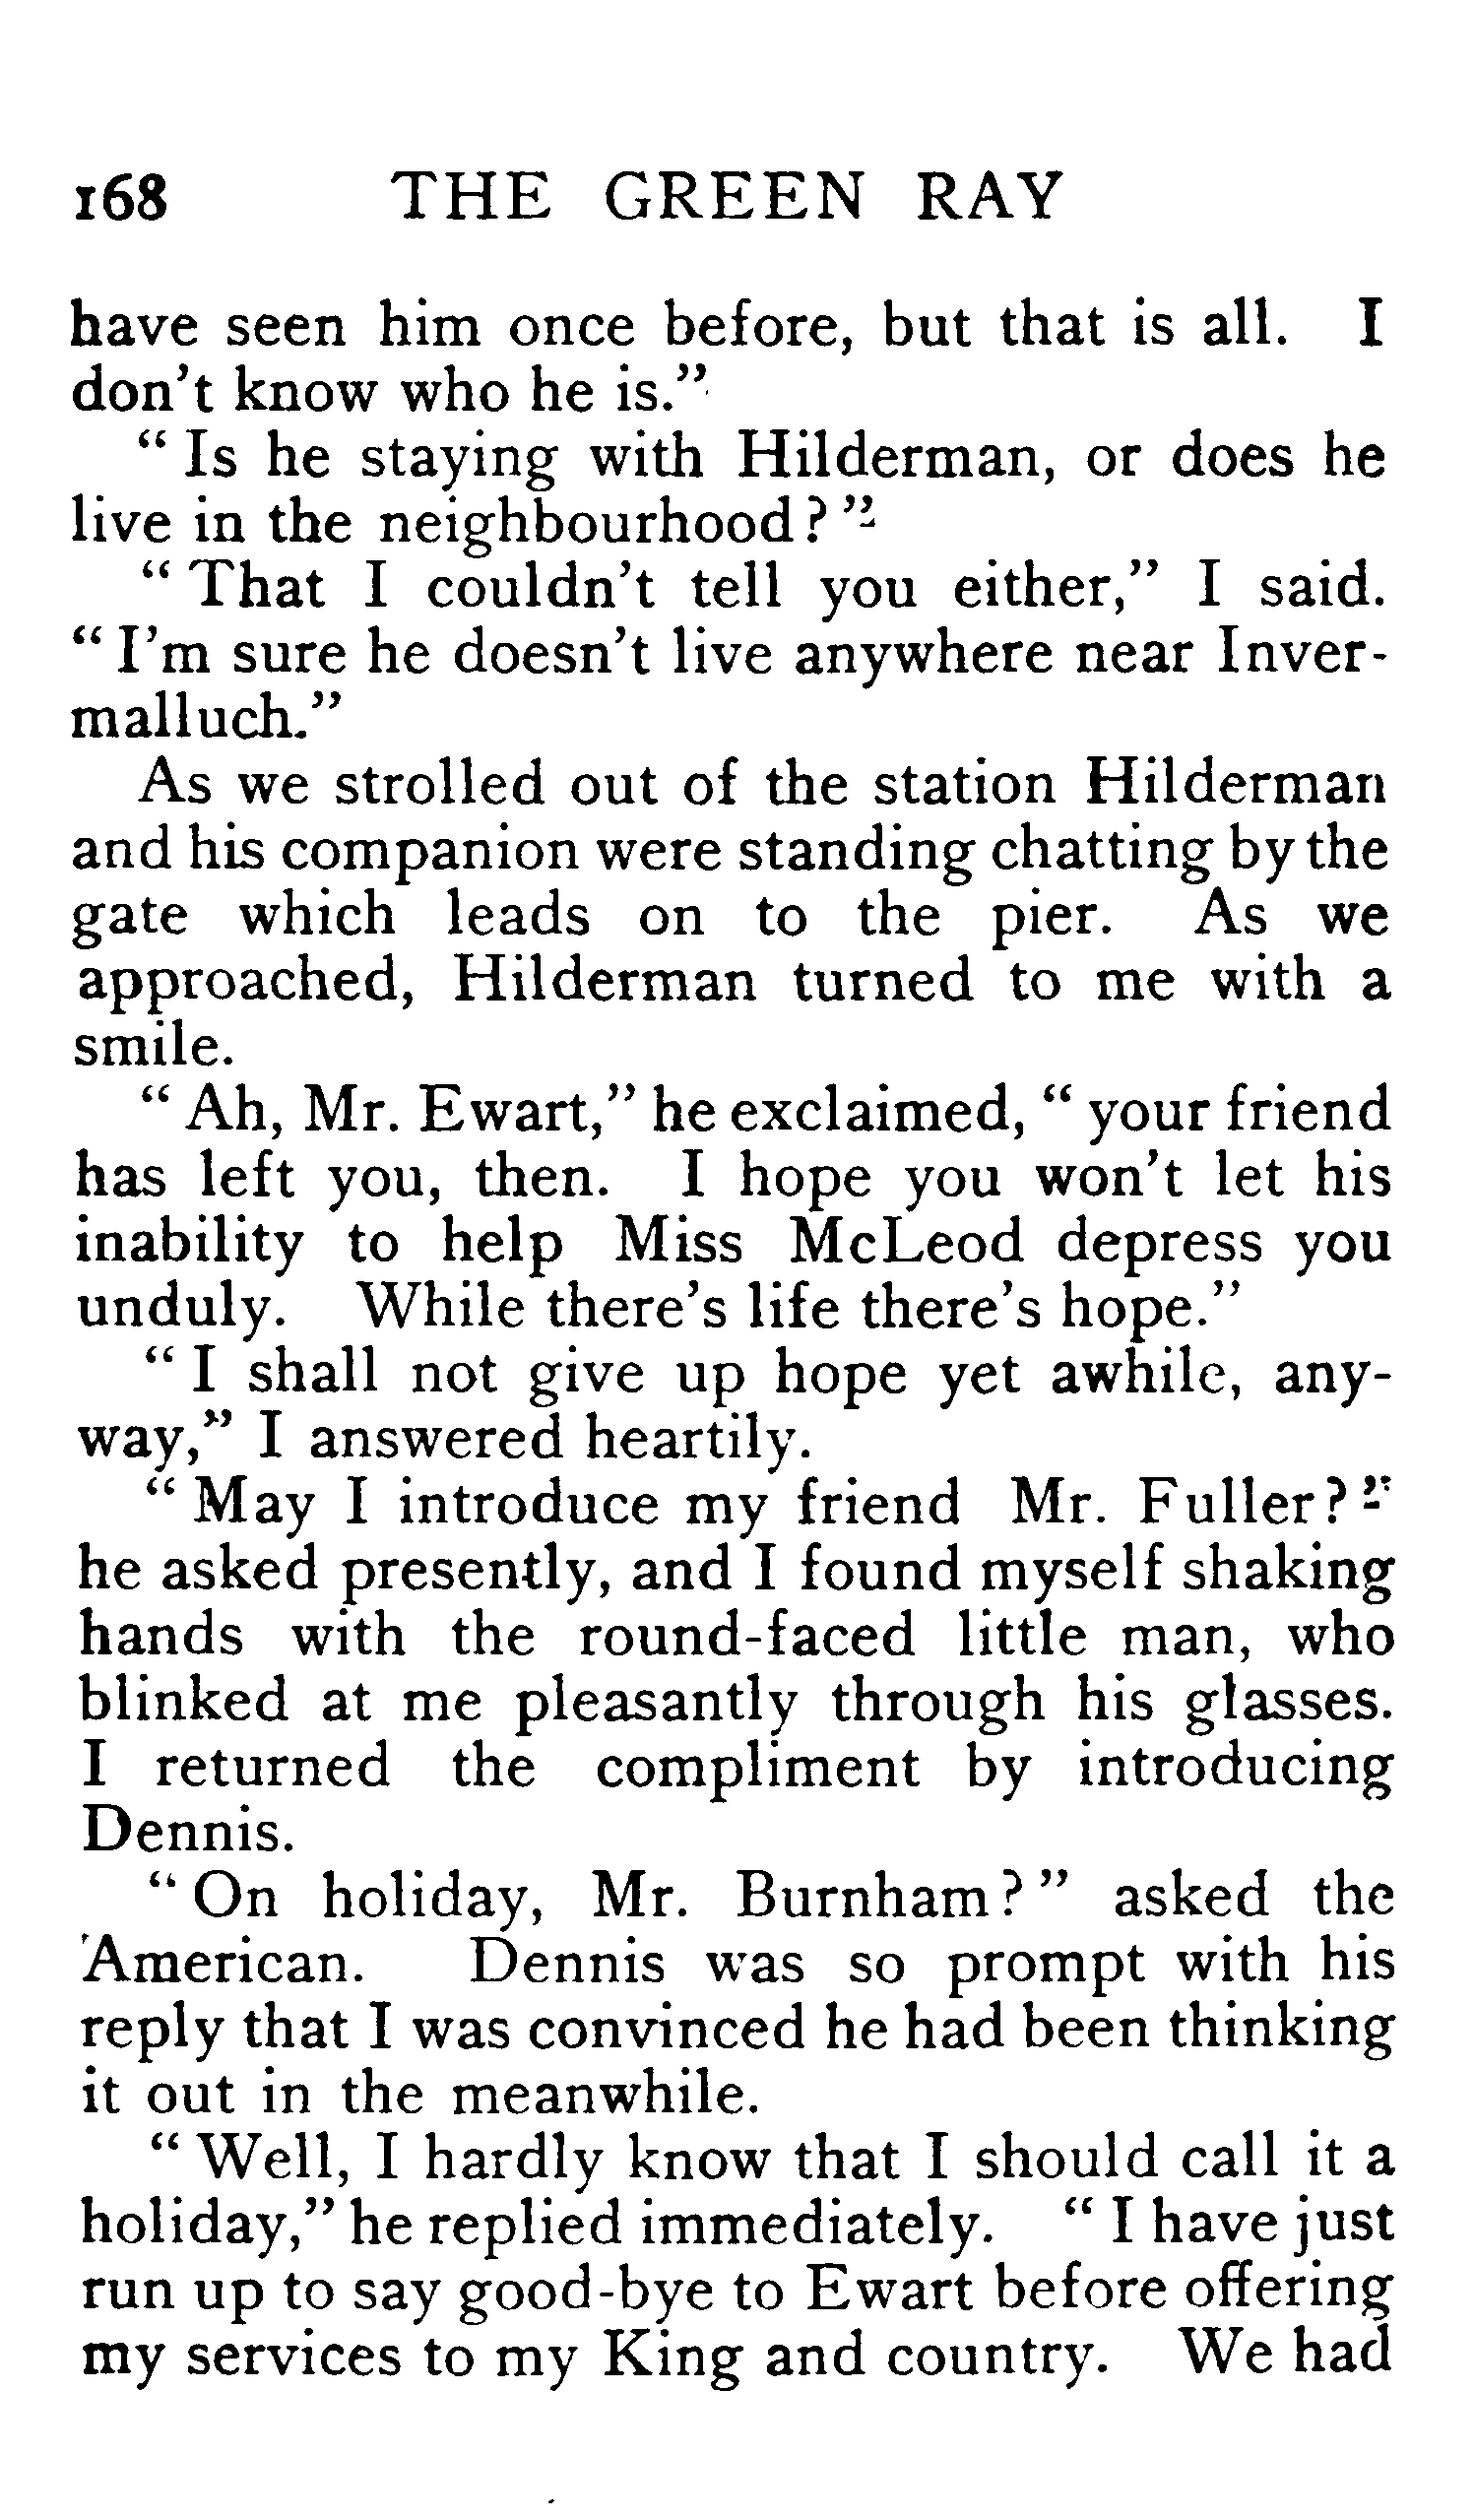 168 THE GREEN RAY
have seen him once before, but that is all. I
don't know who he is."
" Is he staying with Hilderman, or does he
live in the neighbourhood ? "
" That I couldn't tell you either," I said.
" I'm sure he doesn't live anywhere near Inver-
malluch."
As we strolled out of the station Hilderman
and his companion were standing chatting by the
gate which leads on to the pier. As we
approached, Hilderman turned to me with a
smile.
" Ah, Mr. Ewart," he exclaimed, " your friend
has left you, then. I hope you won't let his
inability to help Miss McLeod depress you
unduly. While there's life there's hope."
" I shall not give up hope yet awhile, any-
way," I answered heartily.
" May I introduce my friend Mr. Fuller ? "
he asked presently, and I found myself shaking
hands with the round-faced little man, who
blinked at me pleasantly through his glasses.
I returned the compliment by introducing
Dennis.
" On holiday, Mr. Burnham ? " asked the
American. Dennis was so prompt with his
reply that I was convinced he had been thinking
it out in the meanwhile.
" Well, I hardly know that I should call it a
holiday," he replied immediately. " I have just
run up to say good-bye to Ewart before offering
my services to my King and country. We had